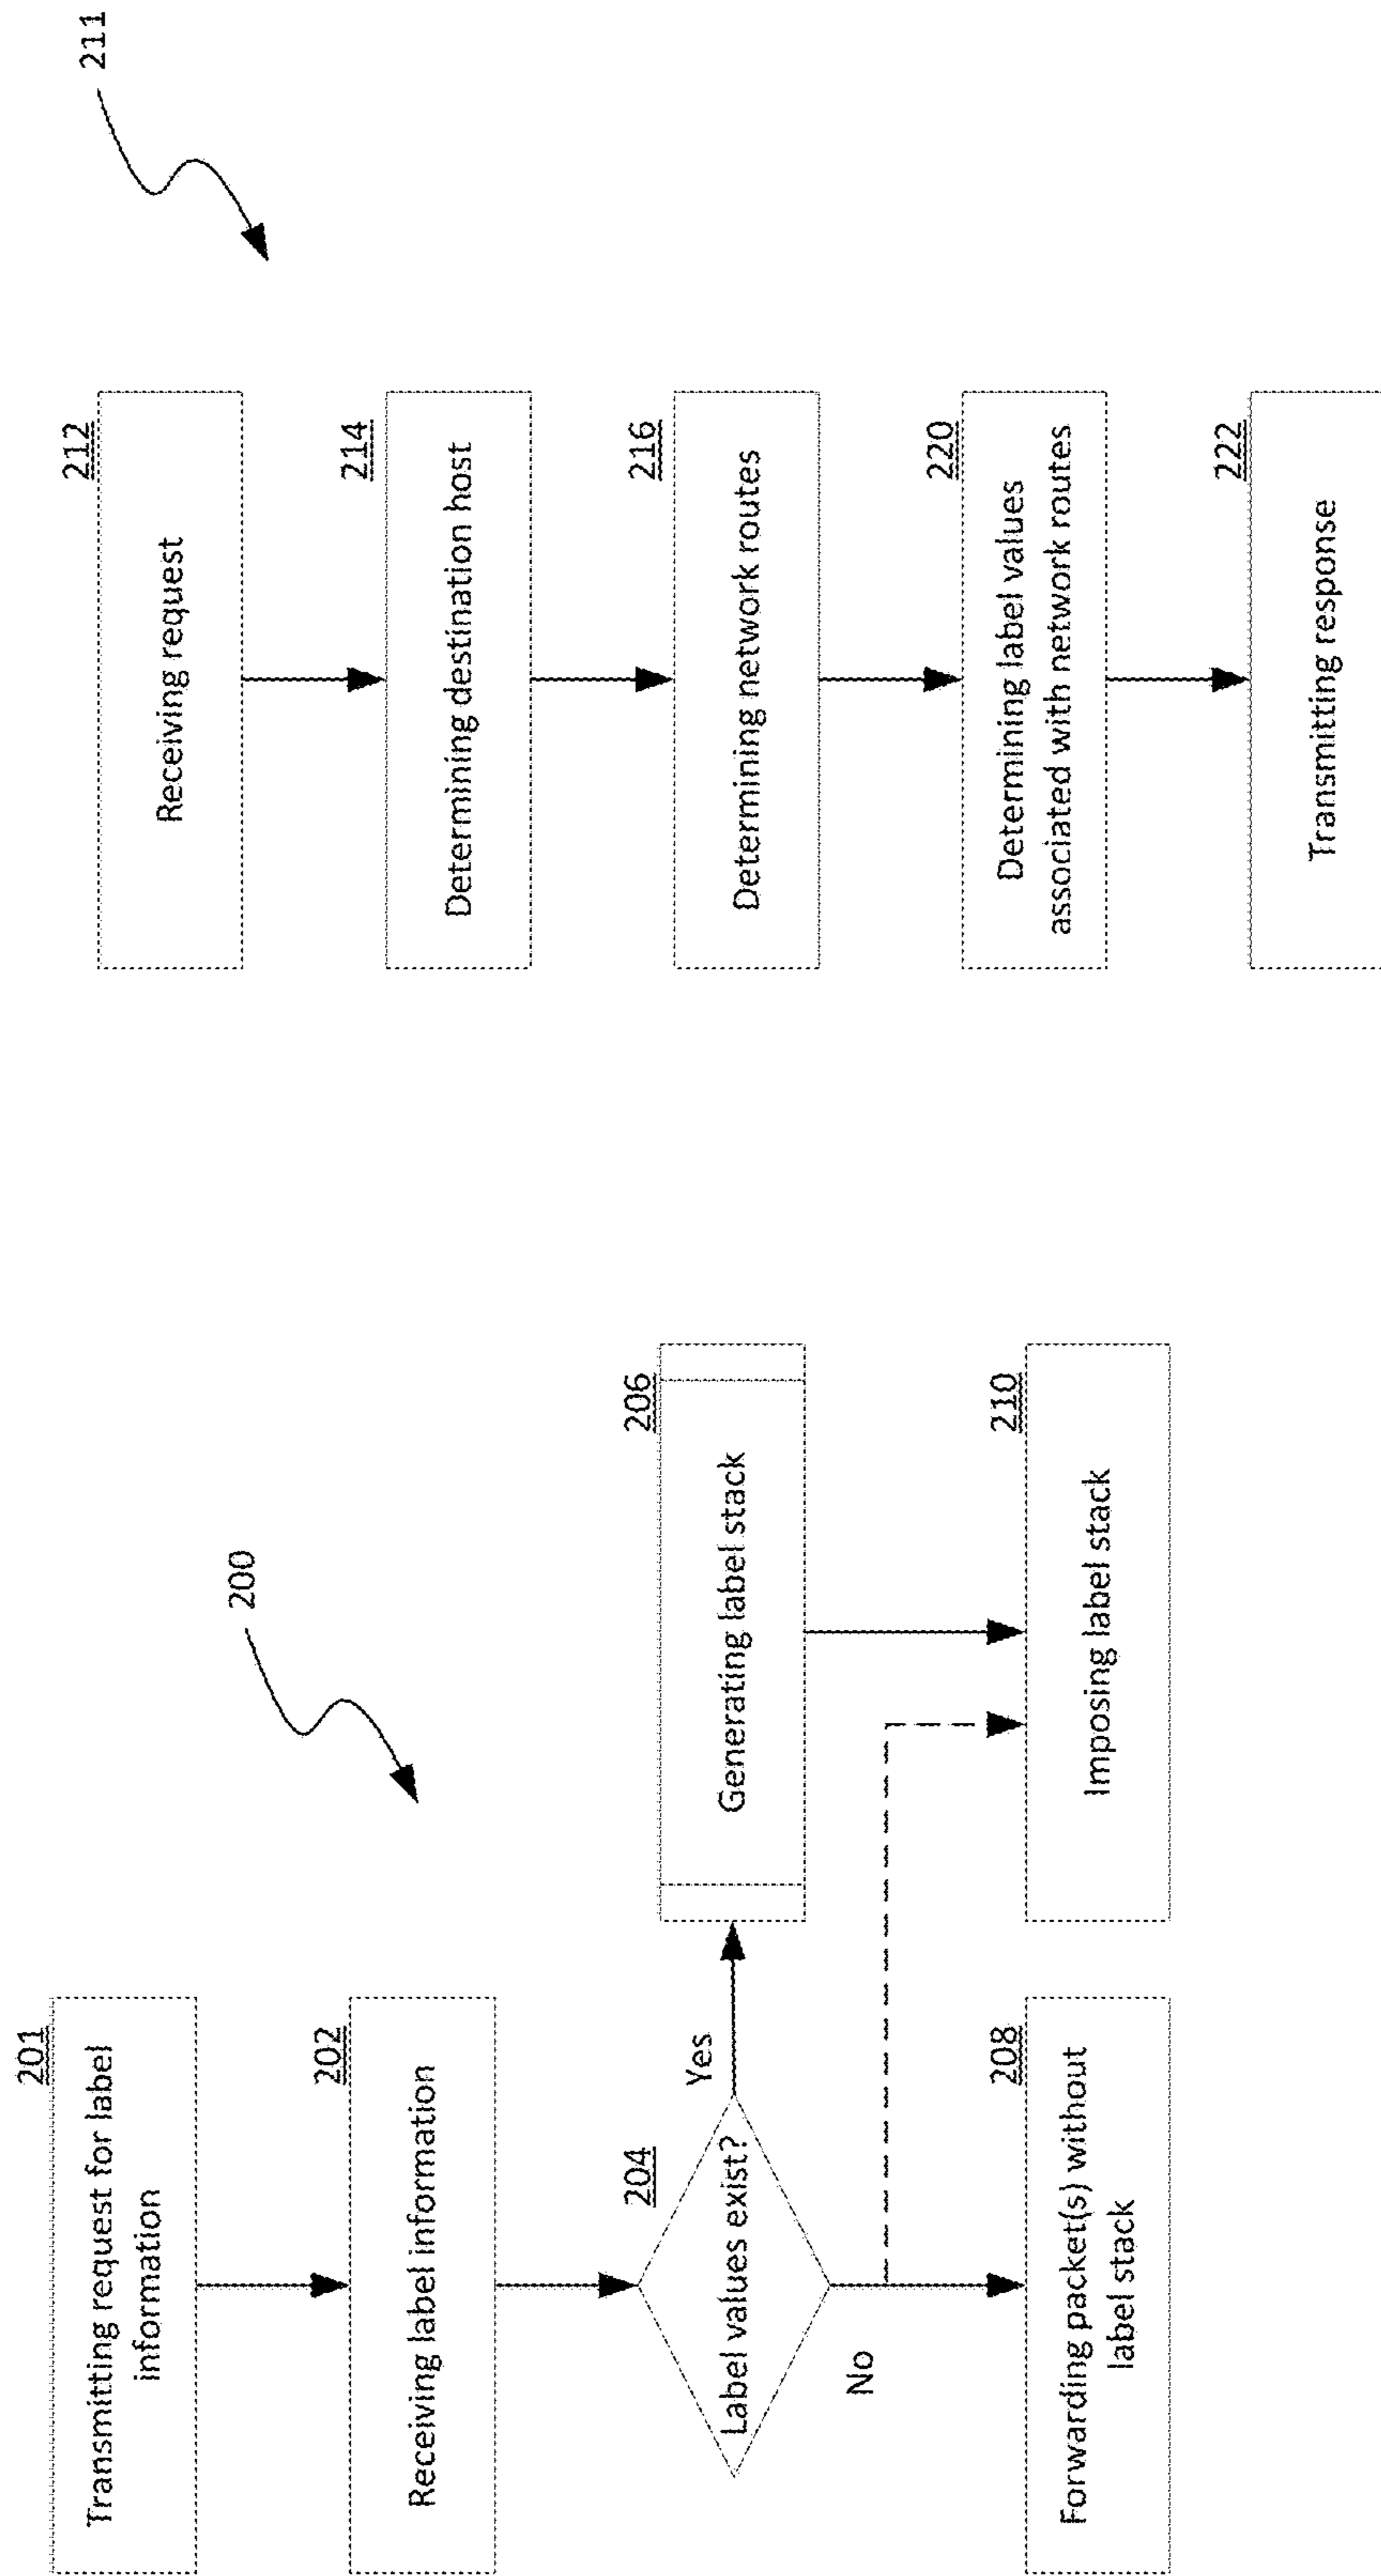 200
201
Transmitting request for label
information
202
Receiving label information
204
Label values exist?
Yes
No
206
Generating label stack
208
Forwarding packet(s) without
label stack
210
Imposing label stack
211
212
Receiving request
214
Determining destination host
216
Determining network routes
220
Determining label values
associated with network routes
222
Transmitting response